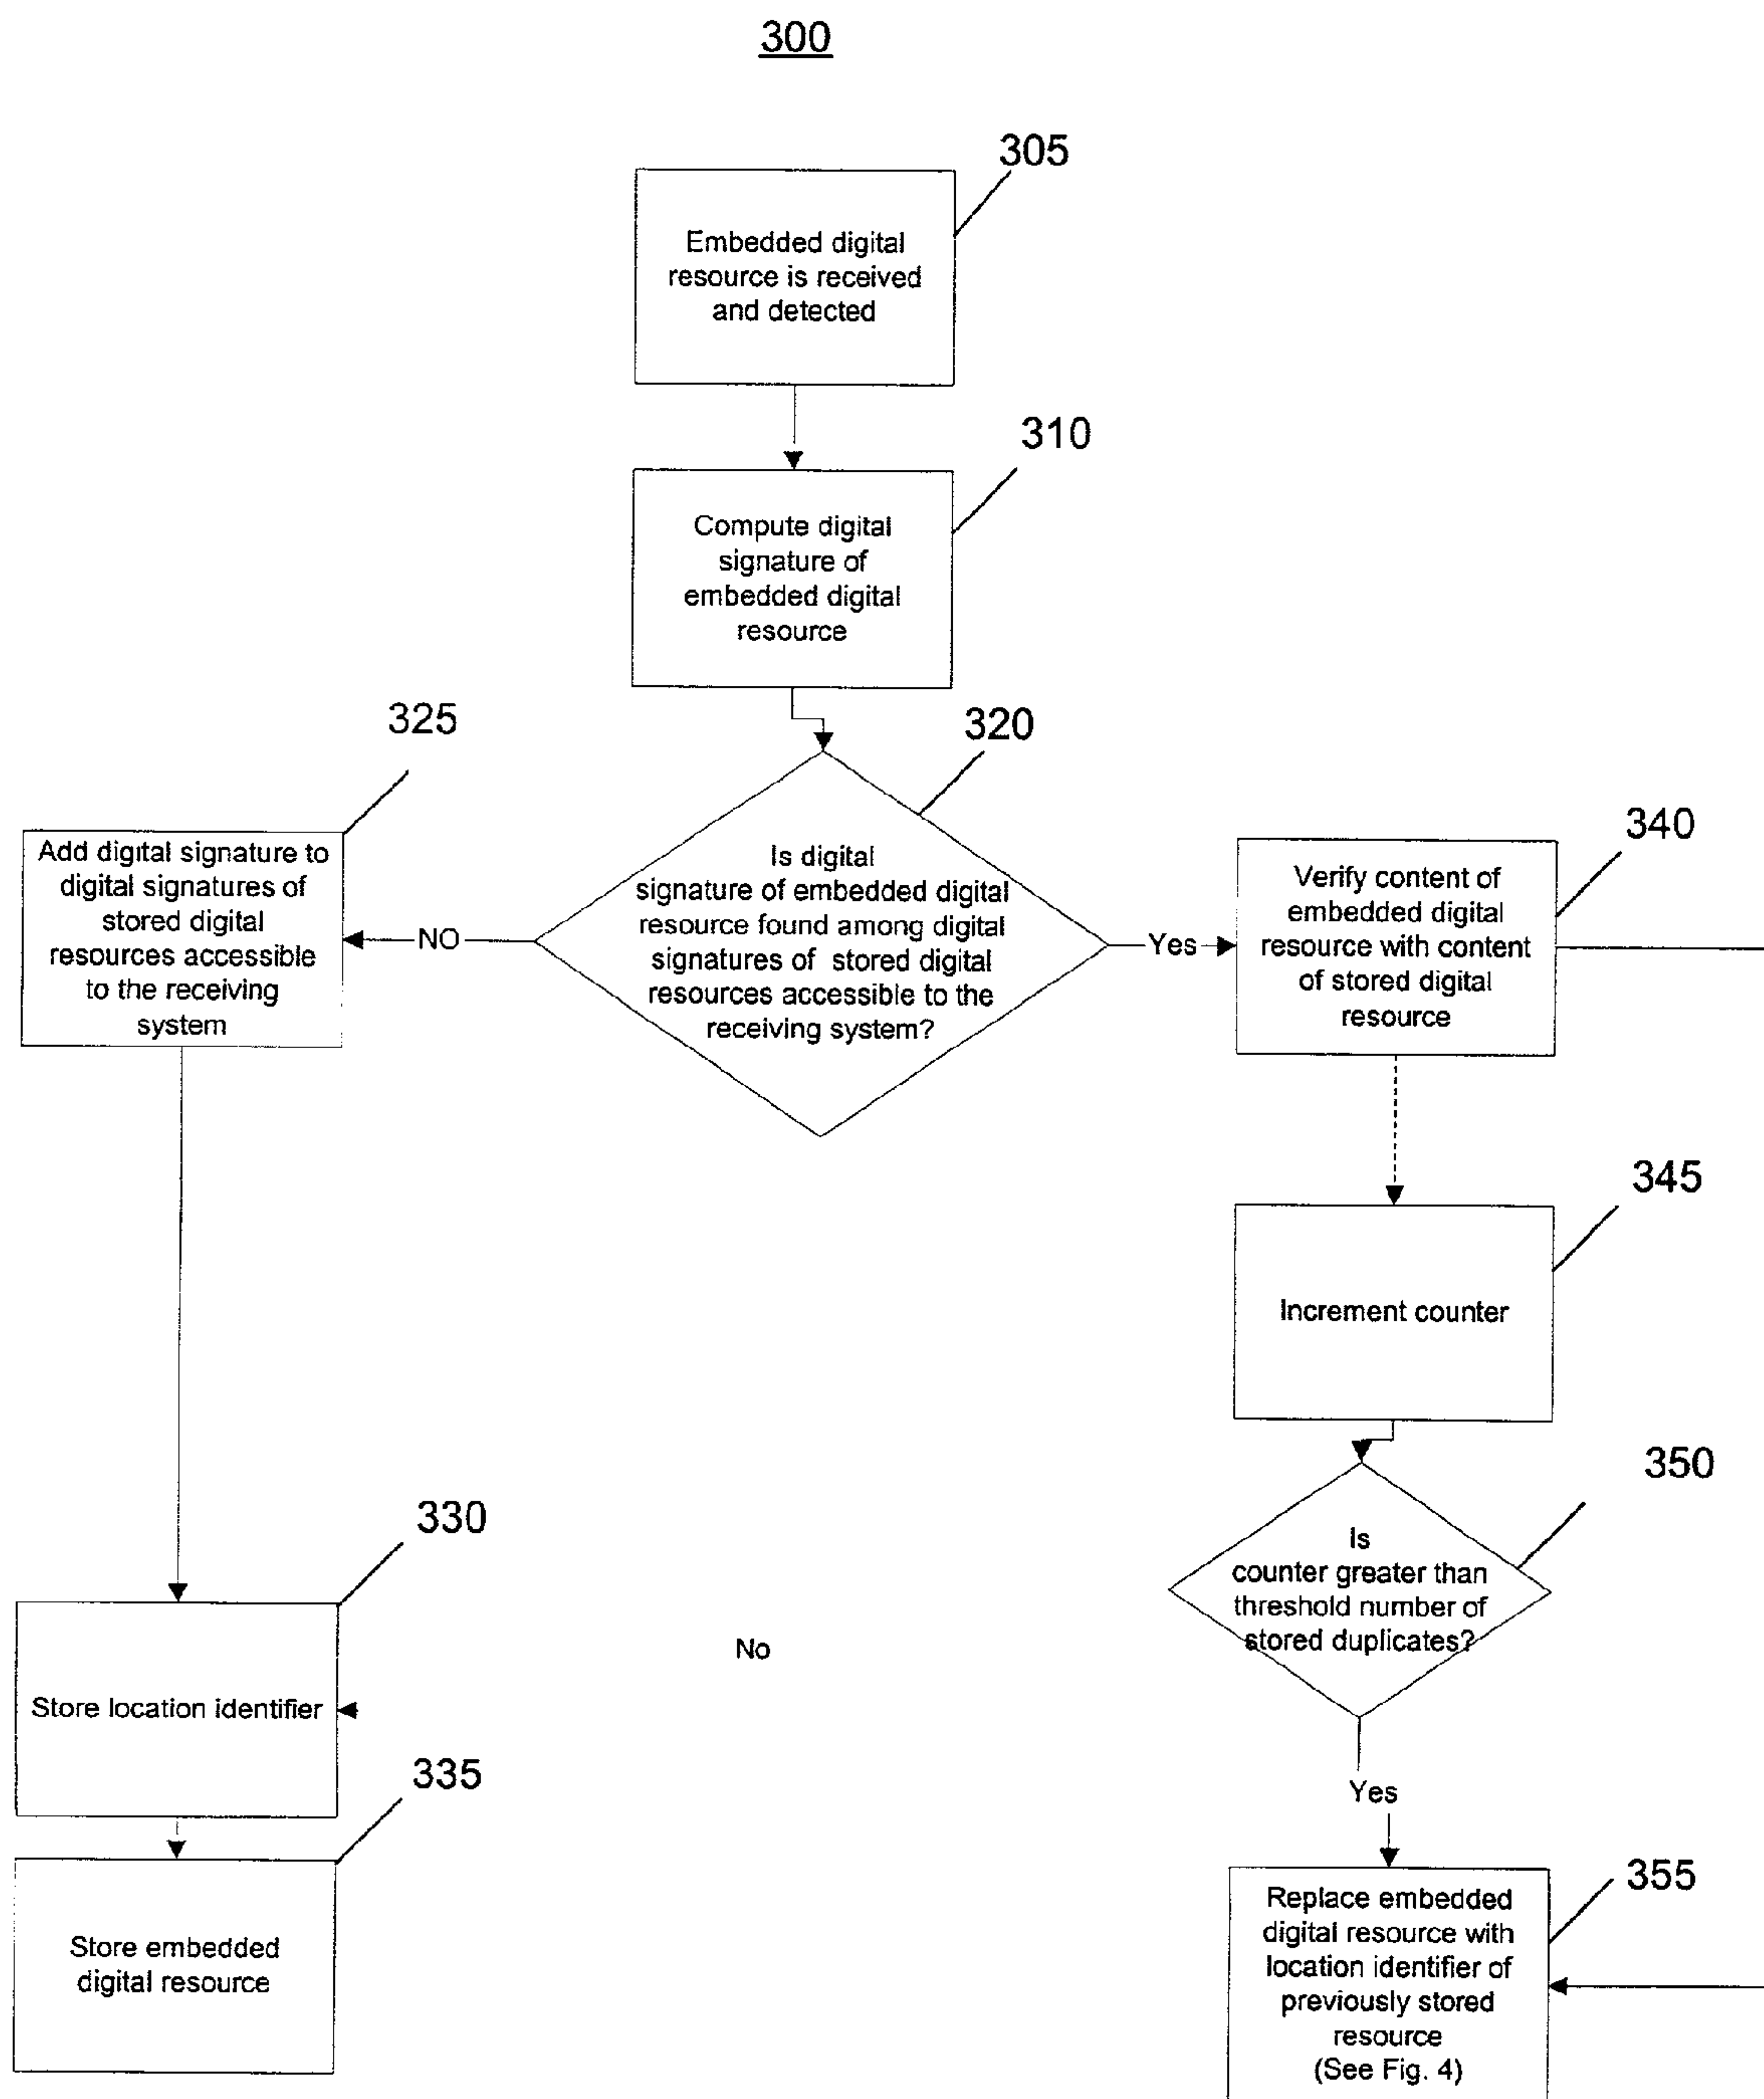 300
305
Embedded digital
resource is received
and detected
310
Compute digital
signature of
embedded digital
resource
325
Add digital signature to
digital signatures of
stored digital
resources accessible
to the receiving
system
320
Is digital
signature of embedded digital
resource found among digital
signatures of stored digital
resources accessible to the
receiving system?
NO
Yes
340
Verify content of
embedded digital
resource with content
of stored digital
resource
345
Increment counter
350
Is
counter greater than
threshold number of
stored duplicates?
No
Yes
330
Store location identifier
335
Store embedded
digital resource
355
Replace embedded
digital resource with
location identifier of
previously stored
resource
(See Fig. 4)